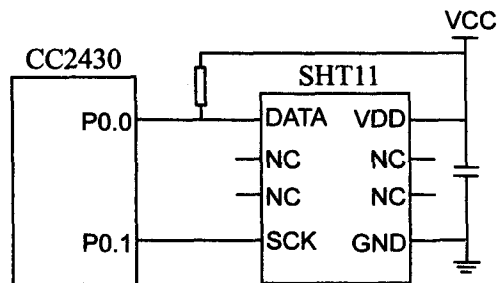 VCC
CC2430
SHT11
P0.0
DATA
VDD
NC
NC
NC
NC
P0.1
SCK
GND